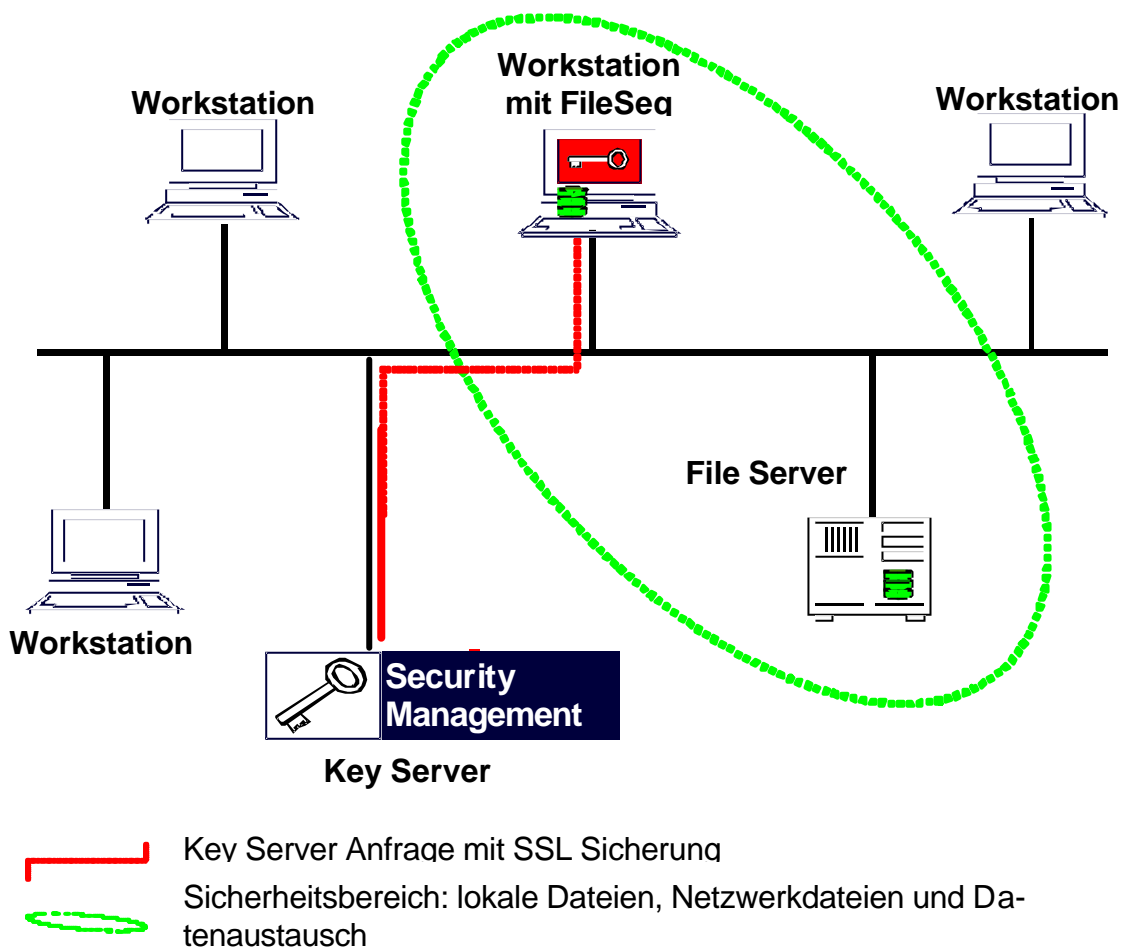 Workstation
mit FileSeq
Workstation
Workstation
File Server
Workstation
Security
Management
Key Server
Key Server Anfrage mit SSL Sicherung
Sicherheitsbereich: lokale Dateien, Netzwerkdateien und Da-
tenaustausch